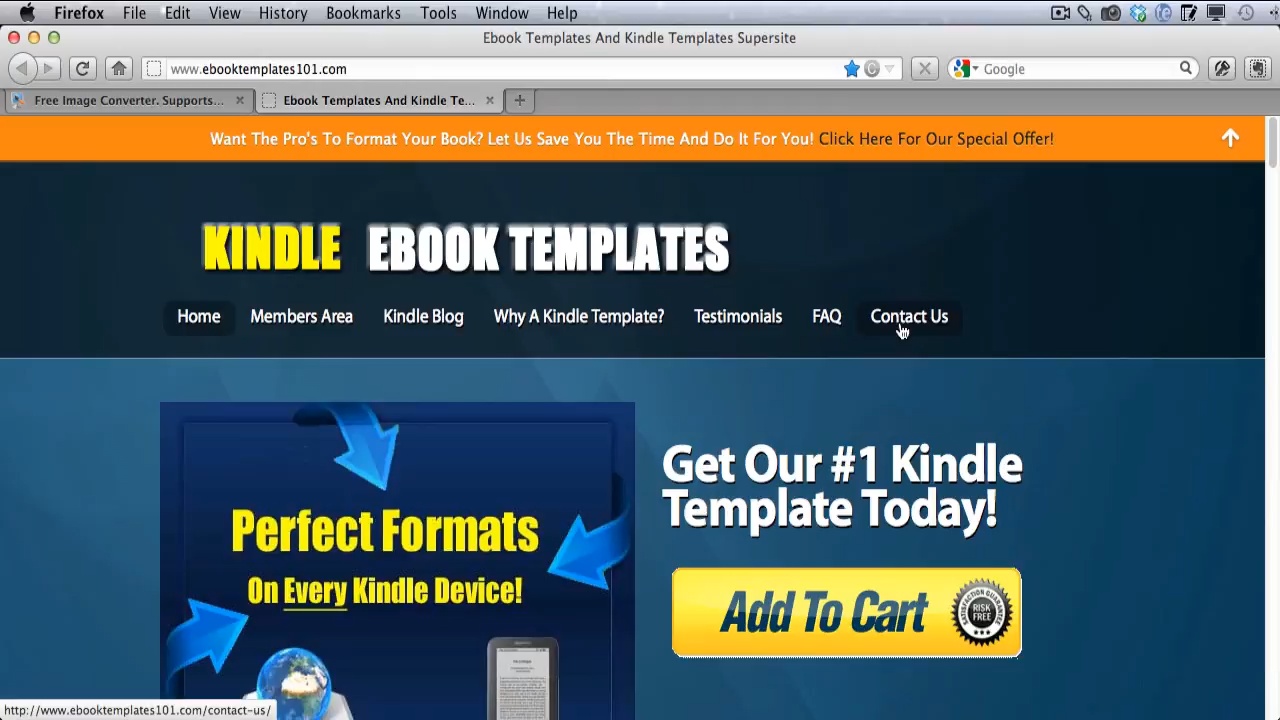 Firefox File Edit View History Bookmarks Tools Window Help
Ebook Templates And Kindle Templates Supersite
www.ebooktemplates101.com
Google
Free Image Converter. Supports...
Ebook Templates And Kindle Te...
Want The Pro's To Format Your Book? Let Us Save You The Time And Do It For You! Click Here For Our Special Offer!
KINDLE EBOOK TEMPLATES
Home Members Area Kindle Blog Why A Kindle Template? Testimonials FAQ Contact Us
Perfect Formats
On Every Kindle Device!
Get Our #1 Kindle
Template Today!
Add To Cart
SATISFACTION GUARANTEE
RISK
FREE
http://www.ebooktemplates101.com/contact-us